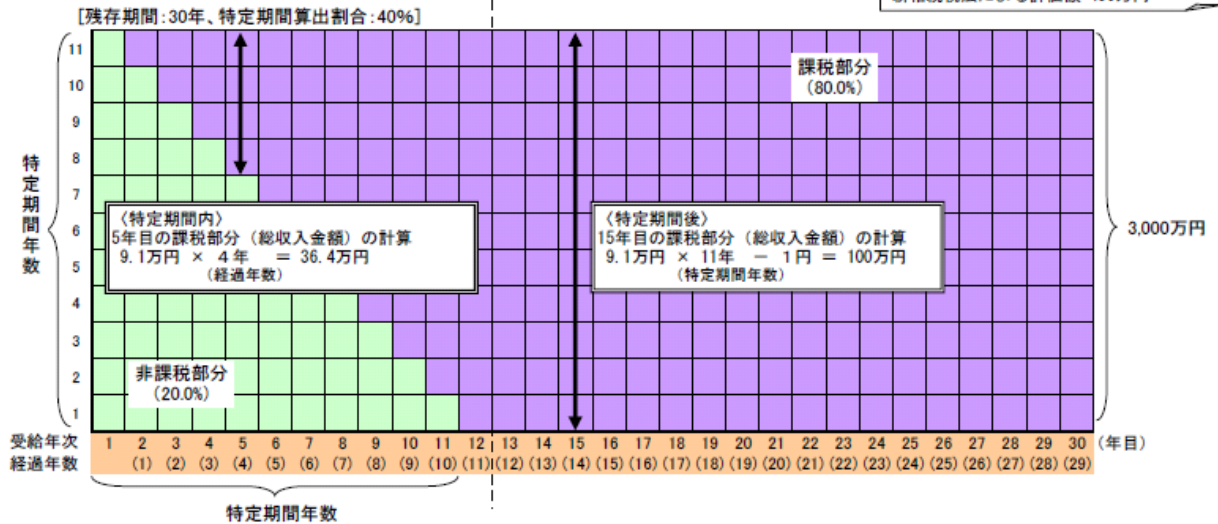 [残存期間:30年、特定期間算出割合:40%]
11
10
9
8
7
6
5
4
3
2
1
特定期間年数
課税部分
(80.0%)
〈特定期間内〉
5年目の課税部分(総収入金額)の計算
9.1万円 × 4年 = 36.4万円
(経過年数)
〈特定期間後〉
15年目の課税部分(総収入金額)の計算
9.1万円 × 11年 - 1円 = 100万円
(特定期間年数)
3,000万円
非課税部分
(20.0%)
受給年次 1 2 3 4 5 6 7 8 9 10 11 12 13 14 15 16 17 18 19 20 21 22 23 24 25 26 27 28 29 30 (年目)
経過年数 (1) (2) (3) (4) (5) (6) (7) (8) (9) (10) (11) (12) (13) (14) (15) (16) (17) (18) (19) (20) (21) (22) (23) (24) (25) (26) (27) (28) (29)
特定期間年数